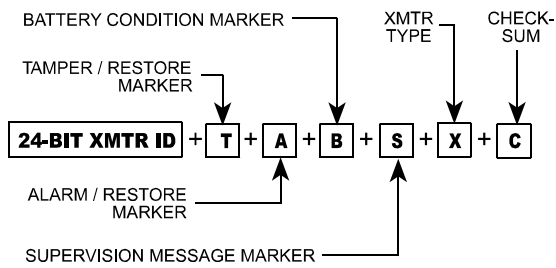 BATTERY CONDITION MARKER
XMTR
TYPE
CHECK-
SUM
TAMPER / RESTORE
MARKER
24-BIT XMTR ID + T + A + B + S + X + C
ALARM / RESTORE
MARKER
SUPERVISION MESSAGE MARKER